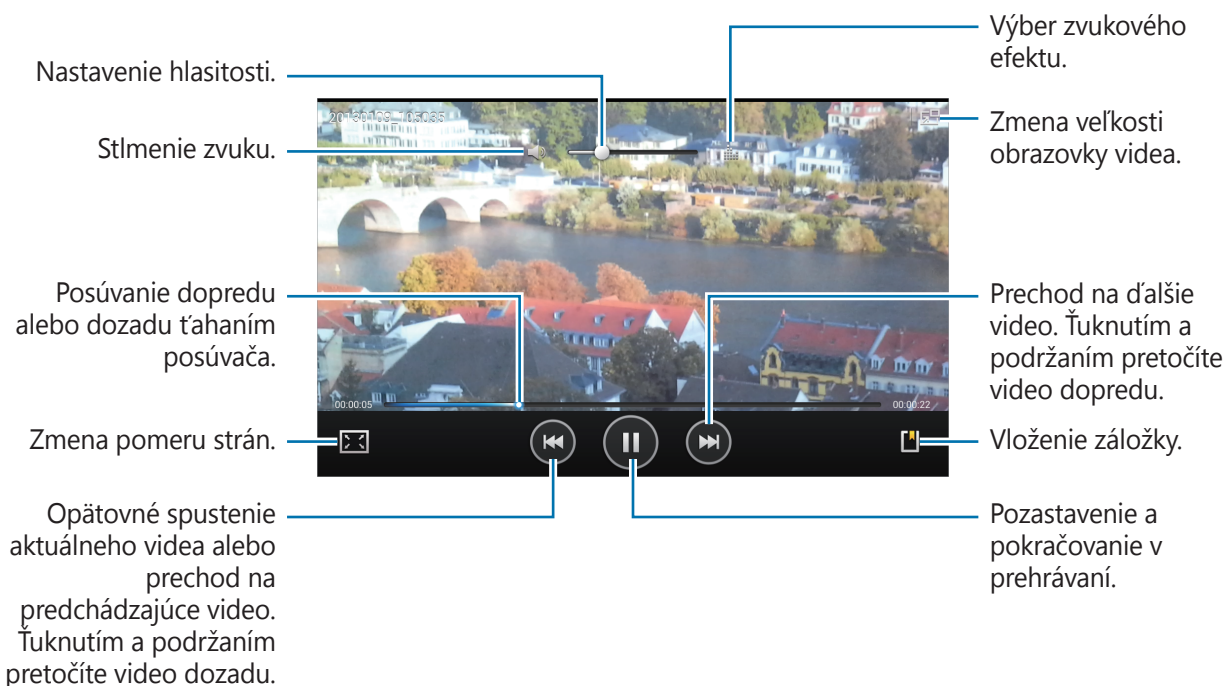 Nastavenie hlasitosti.
Stlmenie zvuku.
Posúvanie dopredu
alebo dozadu ťahaním
posúvača.
Zmena pomeru strán.
Opätovné spustenie
aktuálneho videa alebo
prechod na
predchádzajúce video.
Ťuknutím a podržaním
pretočíte video dozadu.
20130109_105035
00:00:05
00:00:22
Výber zvukového
efektu.
Zmena veľkosti
obrazovky videa.
Prechod na ďalšie
video. Ťuknutím a
podržaním pretočíte
video dopredu.
Vloženie záložky.
Pozastavenie a
pokračovanie v
prehrávaní.